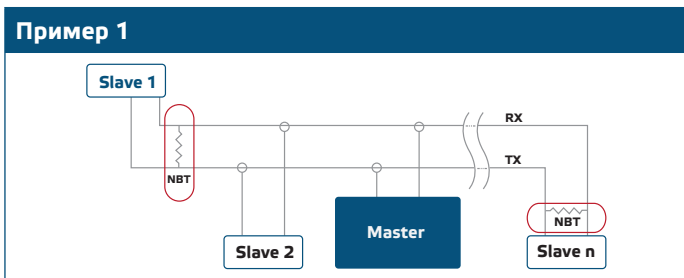 Пример 1
Slave 1
RX
NBT
TX
Master
NBT
Slave 2
Slave n